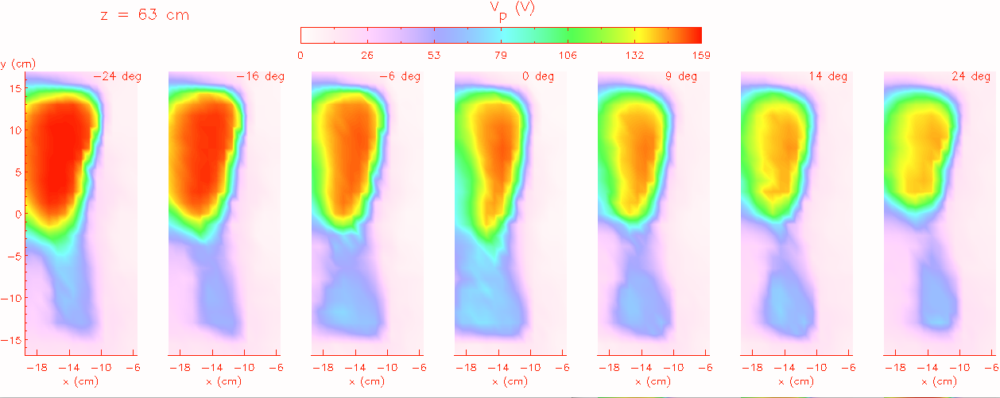 z = 63 cm
Vp (V)
0 26 53 79 106 132 159
y (cm)
-24 deg -16 deg -6 deg 0 deg 9 deg 14 deg 24 deg
15
10
5
0
-5
-10
-15
-18 -14 -10 -6 -18 -14 -10 -6 -18 -14 -10 -6 -18 -14 -10 -6 -18 -14 -10 -6 -18 -14 -10 -6 -18 -14 -10 -6
x (cm) x (cm) x (cm) x (cm) x (cm) x (cm) x (cm)